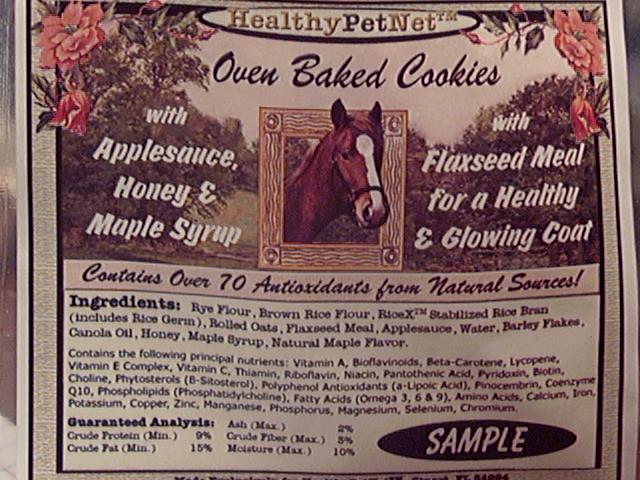 HealthyPetNet™
Oven Baked Cookies
with
Applesauce,
Honey &
Maple Syrup
with
Flaxseed Meal
for a Healthy
& Glowing Coat
Contains Over 70 Antioxidants from Natural Sources!
Ingredients: Rye Flour, Brown Rice Flour, RiceX™ Stabilized Rice Bran
(includes Rice Germ), Rolled Oats, Flaxseed Meal, Applesauce, Water, Barley Flakes,
Canola Oil, Honey, Maple Syrup, Natural Maple Flavor.
Contains the following principal nutrients: Vitamin A, Bioflavinoids, Beta-Carotene, Lycopene,
Vitamin E Complex, Vitamin C, Thiamin, Riboflavin, Niacin, Pantothenic Acid, Pyridoxin, Biotin,
Choline, Phytosterols (B-Sitosterol), Polyphenol Antioxidants (a-Lipoic Acid), Pinocembrin, Coenzyme
Q10, Phospholipids (Phosphatidylcholine), Fatty Acids (Omega 3, 6 & 9), Amino Acids, Calcium, Iron,
Potassium, Copper, Zinc, Manganese, Phosphorus, Magnesium, Selenium, Chromium.
Guaranteed Analysis: Ash (Max.) 2%
Crude Protein (Min.) 9% Crude Fiber (Max.) 5%
Crude Fat (Min.) 15% Moisture (Max.) 10%
SAMPLE